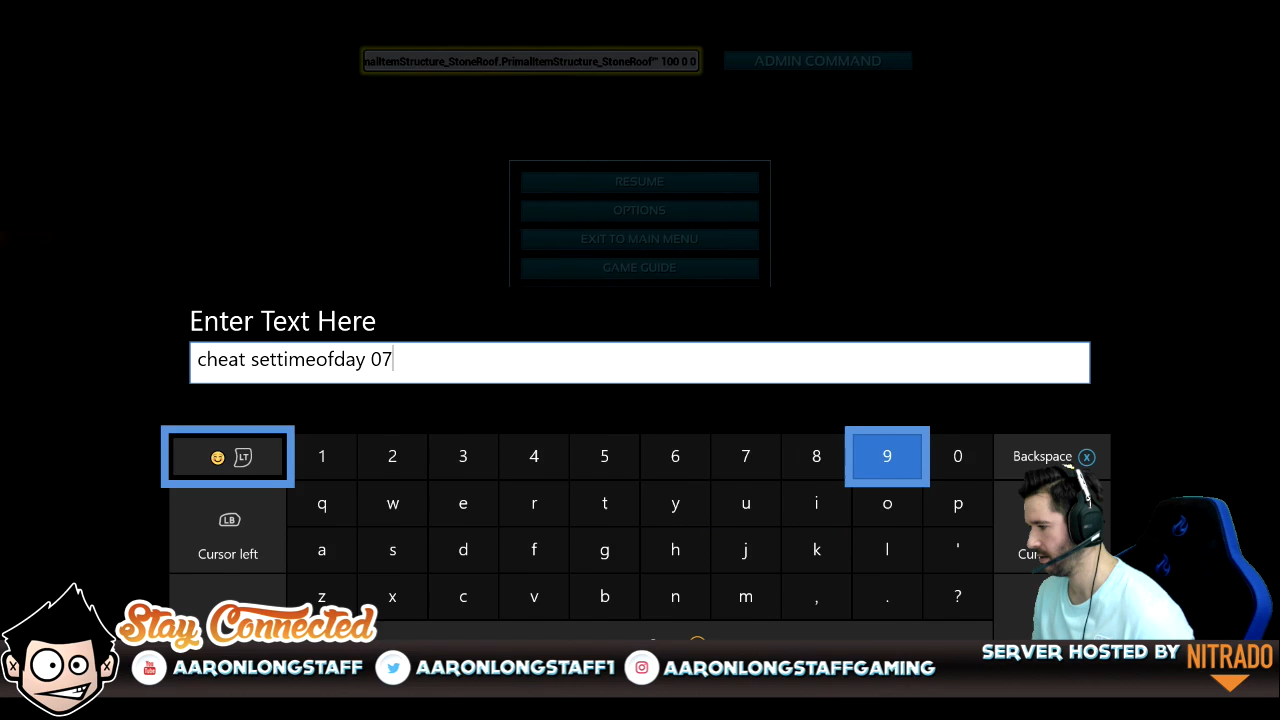 nalItemStructure_StoneRoof.PrimalItemStructure_StoneRoof'" 100 0 0
ADMIN COMMAND
RESUME
OPTIONS
EXIT TO MAIN MENU
GAME GUIDE
Enter Text Here
cheat settimeofday 07
LT 1 2 3 4 5 6 7 8 9 0 Backspace X
q w e r t y u i o p
LB
Cursor left
a s d f g h j k l '
z x c v b n m , . ?
Stay Connected
AARONLONGSTAFF AARONLONGSTAFF1 AARONLONGSTAFFGAMING
SERVER HOSTED BY NITRADO